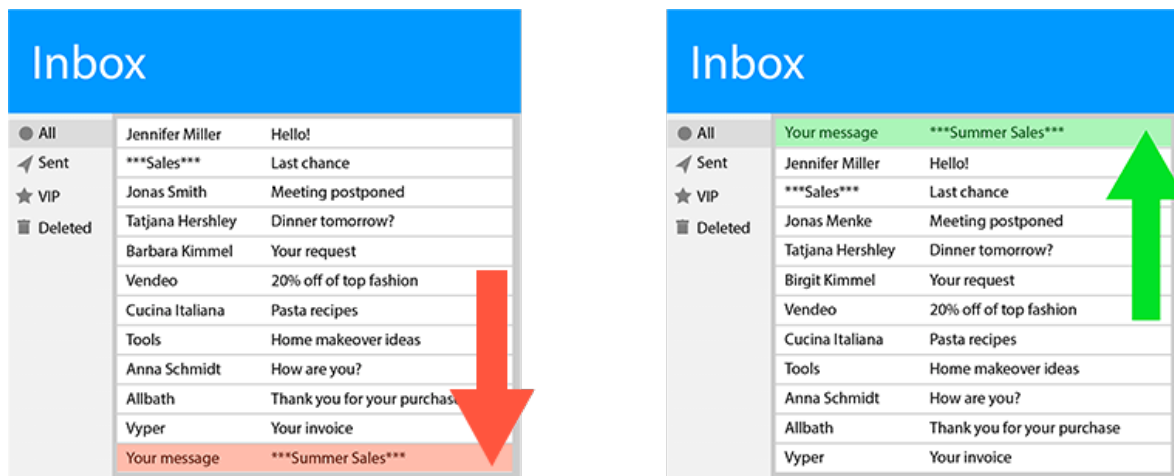 Inbox
All
Sent
VIP
Deleted
Jennifer Miller Hello!
***Sales*** Last chance
Jonas Smith Meeting postponed
Tatjana Hershley Dinner tomorrow?
Barbara Kimmel Your request
Vendeo 20% off of top fashion
Cucina Italiana Pasta recipes
Tools Home makeover ideas
Anna Schmidt How are you?
Allbath Thank you for your purchase
Vyper Your invoice
Your message ***Summer Sales***
Inbox
All
Sent
VIP
Deleted
Your message ***Summer Sales***
Jennifer Miller Hello!
***Sales*** Last chance
Jonas Menke Meeting postponed
Tatjana Hershley Dinner tomorrow?
Birgit Kimmel Your request
Vendeo 20% off of top fashion
Cucina Italiana Pasta recipes
Tools Home makeover ideas
Anna Schmidt How are you?
Allbath Thank you for your purchase
Vyper Your invoice